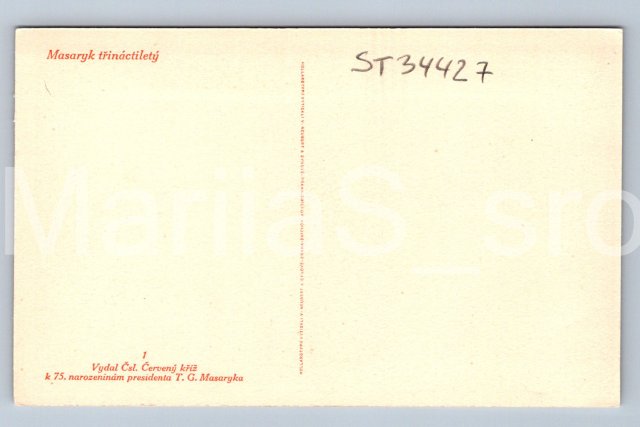 Masaryk třináctiletý
ST34427
MariiaS_sro
1
Vydal Čsl. Červený kříž
k 75. narozeninám presidenta T. G. Masaryka